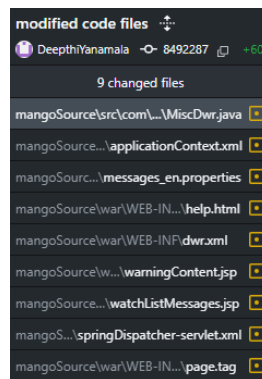 modified code files
DeepthiYanamala 8492287 +60
9 changed files
mangoSource\src\com\...\MiscDwr.java
mangoSource...\applicationContext.xml
mangoSourc...\messages_en.properties
mangoSource\war\WEB-IN...\help.html
mangoSource\war\WEB-INF\dwr.xml
mangoSource\w...\warningContent.jsp
mangoSource...\watchListMessages.jsp
mangoS...\springDispatcher-servlet.xml
mangoSource\war\WEB-IN...\page.tag